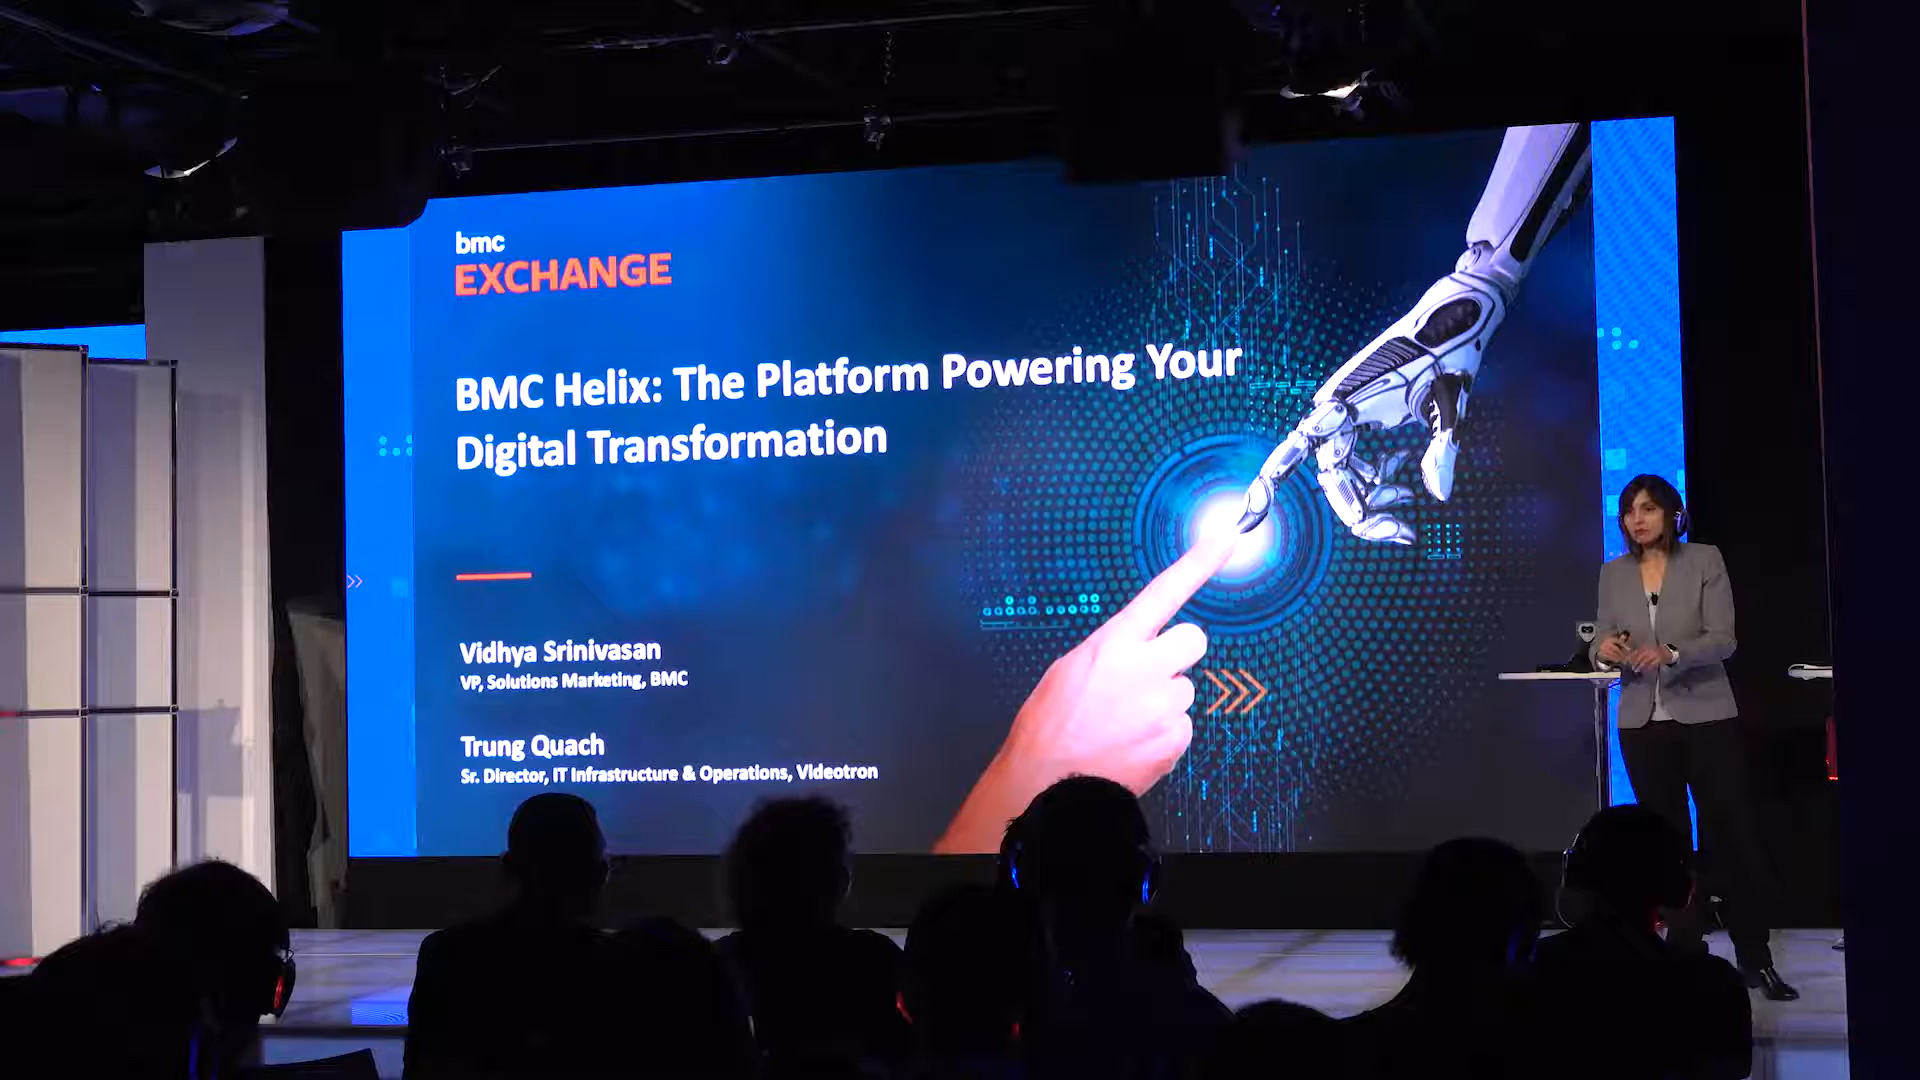 bmc
EXCHANGE
BMC Helix: The Platform Powering Your
Digital Transformation
Vidhya Srinivasan
VP, Solutions Marketing, BMC
Trung Quach
Sr. Director, IT Infrastructure & Operations, Videotron